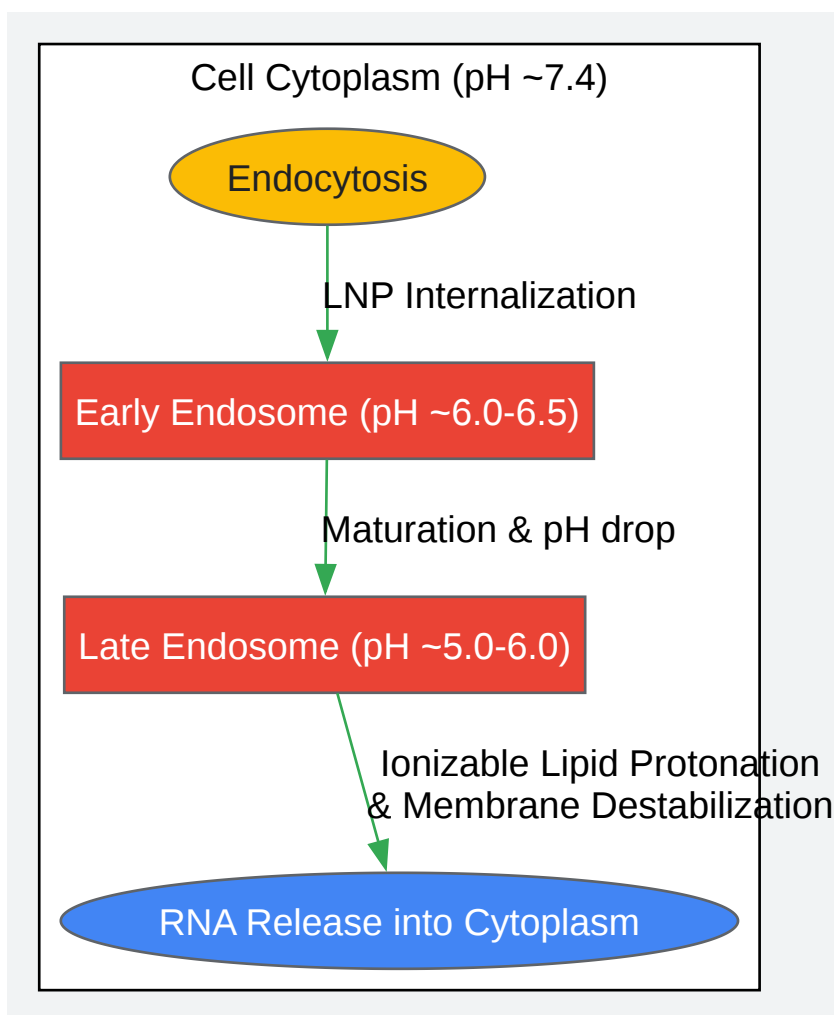 Cell Cytoplasm (pH ~7.4)
Endocytosis
LNP Internalization
Early Endosome (pH ~6.0-6.5)
Maturation & pH drop
Late Endosome (pH ~5.0-6.0)
Ionizable Lipid Protonation
& Membrane Destabilization
RNA Release into Cytoplasm